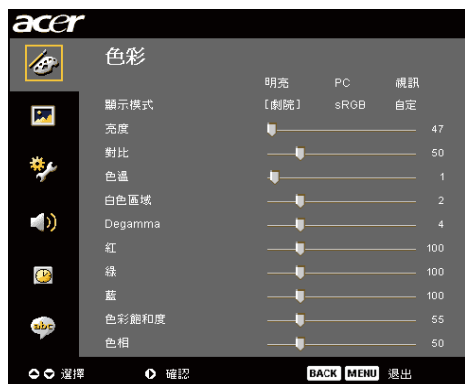 acer
色彩
明亮 PC 視訊
顯示模式 [劇院] sRGB 自定
亮度 47
對比 50
色溫 1
白色區域 2
Degamma 4
紅 100
綠 100
藍 100
色彩飽和度 55
色相 50
abc
選擇 確認 BACK MENU 退出